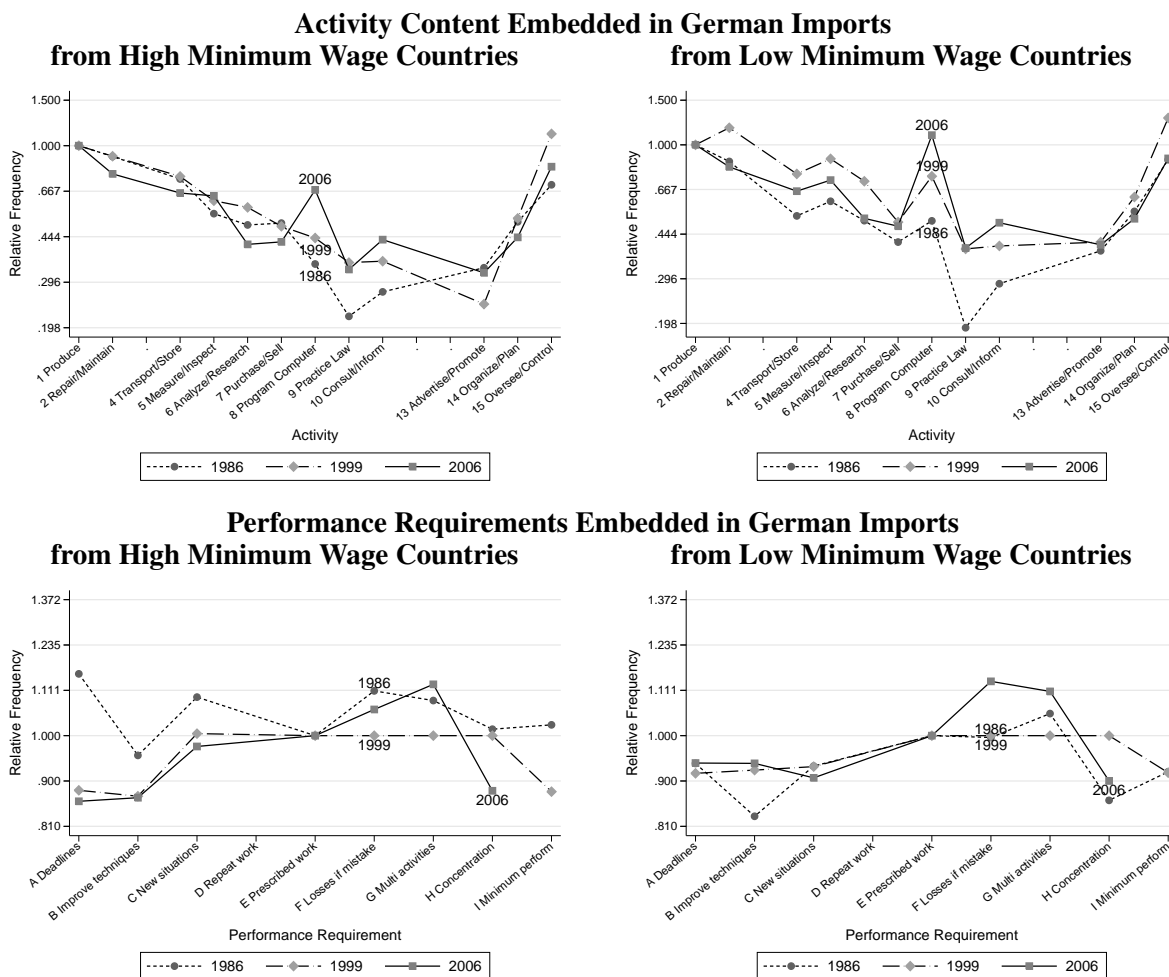 Activity Content Embedded in German Imports
from High Minimum Wage Countries
from Low Minimum Wage Countries
1.500
1.000
.667
.444
.296
.198
Relative Frequency
2006
1999
1986
1 Produce
2 Repair/Maintain
.
4 Transport/Store
5 Measure/Inspect
6 Analyze/Research
7 Purchase/Sell
8 Program Computer
9 Practice Law
10 Consult/Inform
.
.
13 Advertise/Promote
14 Organize/Plan
15 Oversee/Control
Activity
1986 1999 2006
1.500
1.000
.667
.444
.296
.198
Relative Frequency
2006
1999
1986
1 Produce
2 Repair/Maintain
.
4 Transport/Store
5 Measure/Inspect
6 Analyze/Research
7 Purchase/Sell
8 Program Computer
9 Practice Law
10 Consult/Inform
.
.
13 Advertise/Promote
14 Organize/Plan
15 Oversee/Control
Activity
1986 1999 2006
Performance Requirements Embedded in German Imports
from High Minimum Wage Countries
from Low Minimum Wage Countries
1.372
1.235
1.111
1.000
.900
.810
Relative Frequency
1986
1999
2006
A Deadlines
B Improve techniques
C New situations
D Repeat work
E Prescribed work
F Losses if mistake
G Multi activities
H Concentration
I Minimum perform
Performance Requirement
1986 1999 2006
1.372
1.235
1.111
1.000
.900
.810
Relative Frequency
1986
1999
2006
A Deadlines
B Improve techniques
C New situations
D Repeat work
E Prescribed work
F Losses if mistake
G Multi activities
H Concentration
I Minimum perform
Performance Requirement
1986 1999 2006